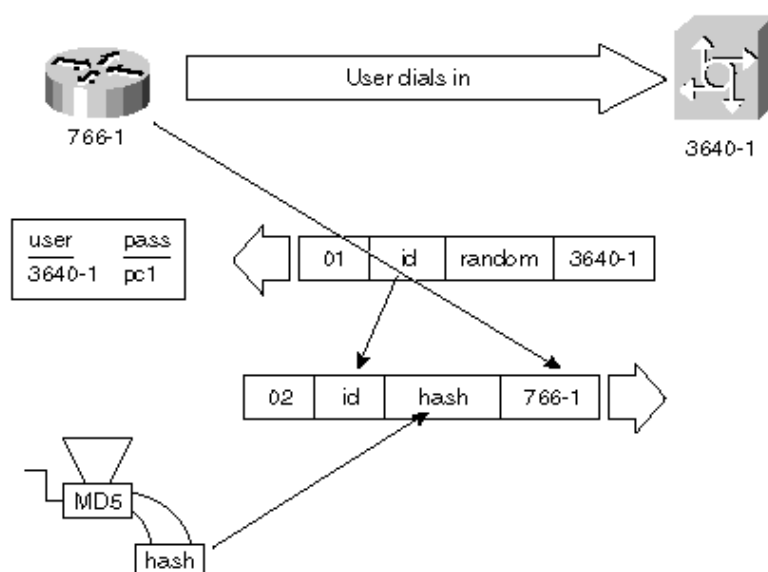 User dials in
766-1
3640-1
user pass
3640-1 pc1
01 id random 3640-1
02 id hash 766-1
MD5
hash